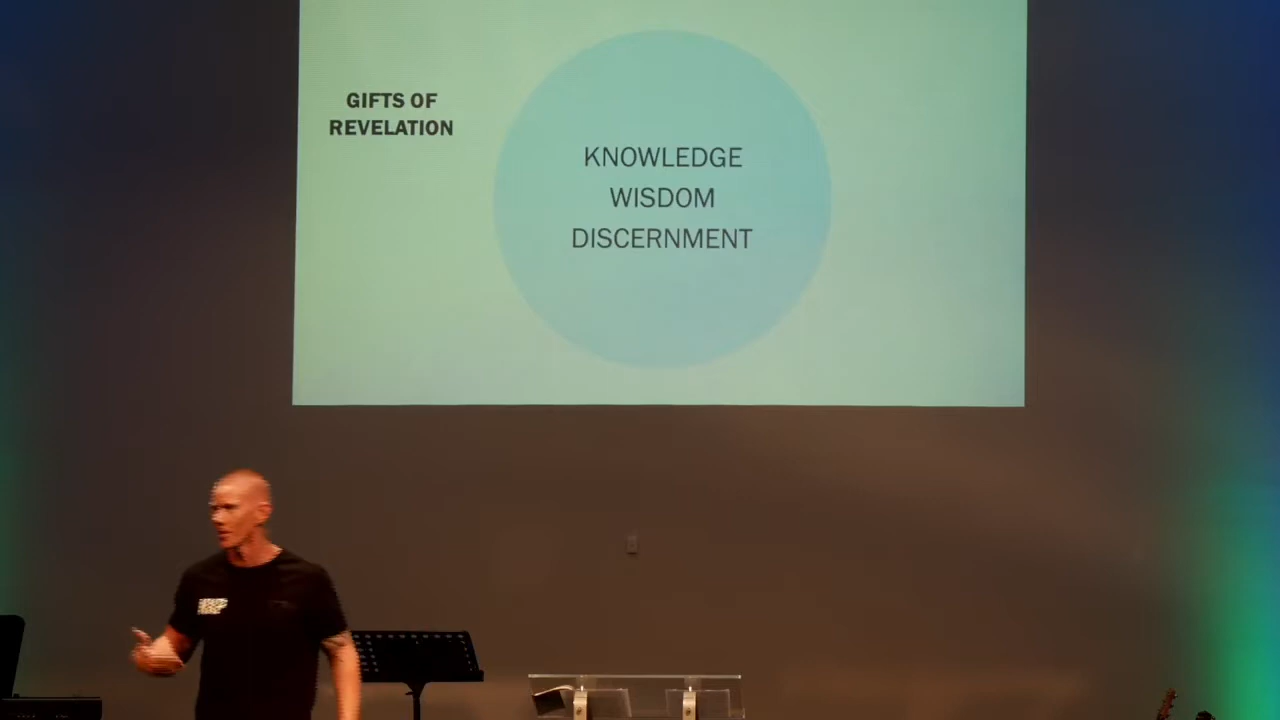 GIFTS OF
REVELATION
KNOWLEDGE
WISDOM
DISCERNMENT